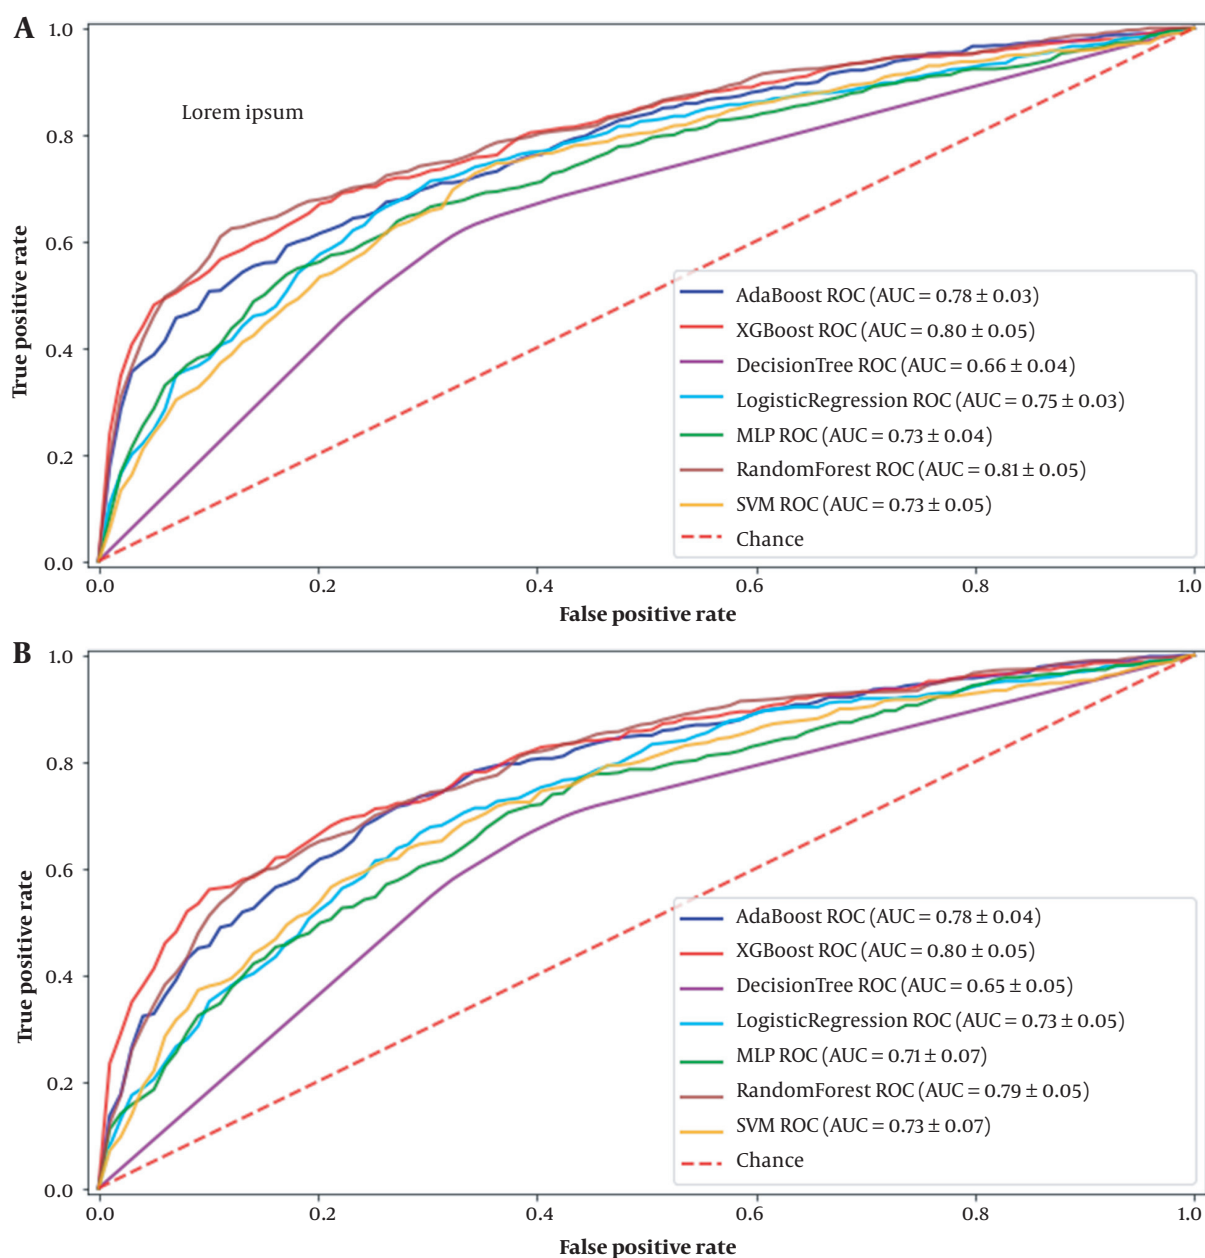 A
1.0
Lorem ipsum
0.8
0.6
0.4
0.2
0.0
True positive rate
AdaBoost ROC (AUC = 0.78 ± 0.03)
XGBoost ROC (AUC = 0.80 ± 0.05)
DecisionTree ROC (AUC = 0.66 ± 0.04)
LogisticRegression ROC (AUC = 0.75 ± 0.03)
MLP ROC (AUC = 0.73 ± 0.04)
RandomForest ROC (AUC = 0.81 ± 0.05)
SVM ROC (AUC = 0.73 ± 0.05)
Chance
0.0 0.2 0.4 0.6 0.8 1.0
False positive rate
B
1.0
0.8
0.6
0.4
0.2
0.0
True positive rate
AdaBoost ROC (AUC = 0.78 ± 0.04)
XGBoost ROC (AUC = 0.80 ± 0.05)
DecisionTree ROC (AUC = 0.65 ± 0.05)
LogisticRegression ROC (AUC = 0.73 ± 0.05)
MLP ROC (AUC = 0.71 ± 0.07)
RandomForest ROC (AUC = 0.79 ± 0.05)
SVM ROC (AUC = 0.73 ± 0.07)
Chance
0.0 0.2 0.4 0.6 0.8 1.0
False positive rate